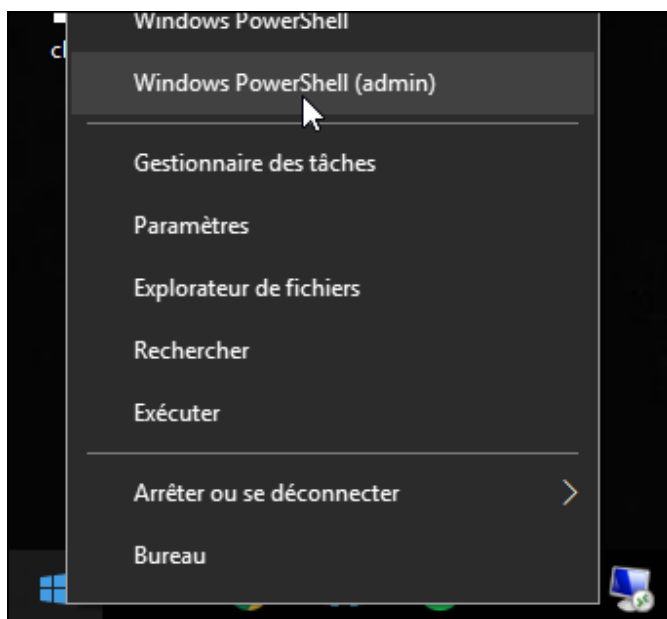 Windows PowerShell
cl
Windows PowerShell (admin)
Gestionnaire des tâches
Paramètres
Explorateur de fichiers
Rechercher
Exécuter
Arrêter ou se déconnecter
Bureau